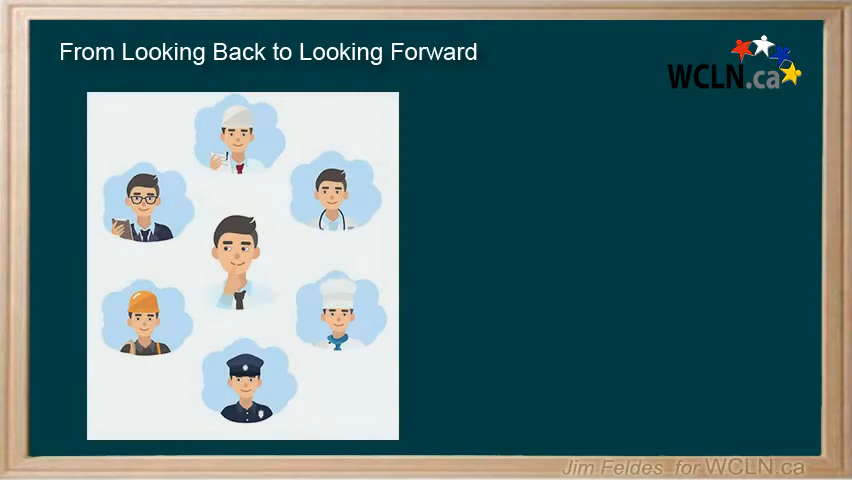 From Looking Back to Looking Forward
WCLN.ca
Jim Feldes for WCLN.ca